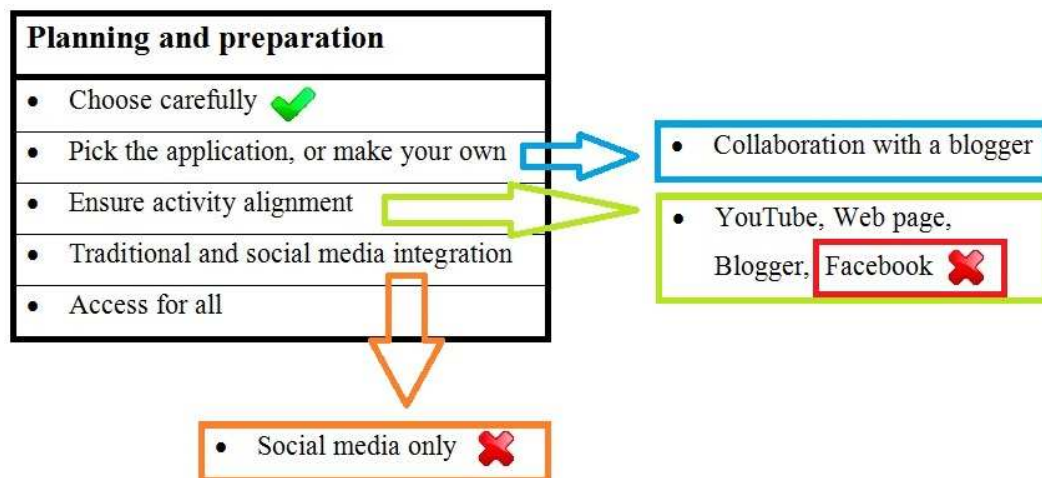 Planning and preparation
• Choose carefully
• Pick the application, or make your own
• Ensure activity alignment
• Traditional and social media integration
• Access for all
• Collaboration with a blogger
• YouTube, Web page,
Blogger, Facebook
• Social media only